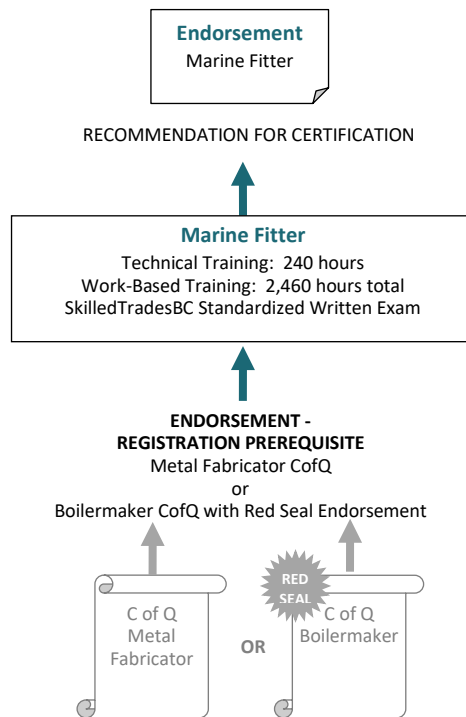 Endorsement
Marine Fitter
RECOMMENDATION FOR CERTIFICATION
Marine Fitter
Technical Training: 240 hours
Work-Based Training: 2,460 hours total
SkilledTradesBC Standardized Written Exam
ENDORSEMENT -
REGISTRATION PREREQUISITE
Metal Fabricator CofQ
or
Boilermaker CofQ with Red Seal Endorsement
C of Q
Metal
Fabricator
OR
RED
SEAL
C of Q
Boilermaker